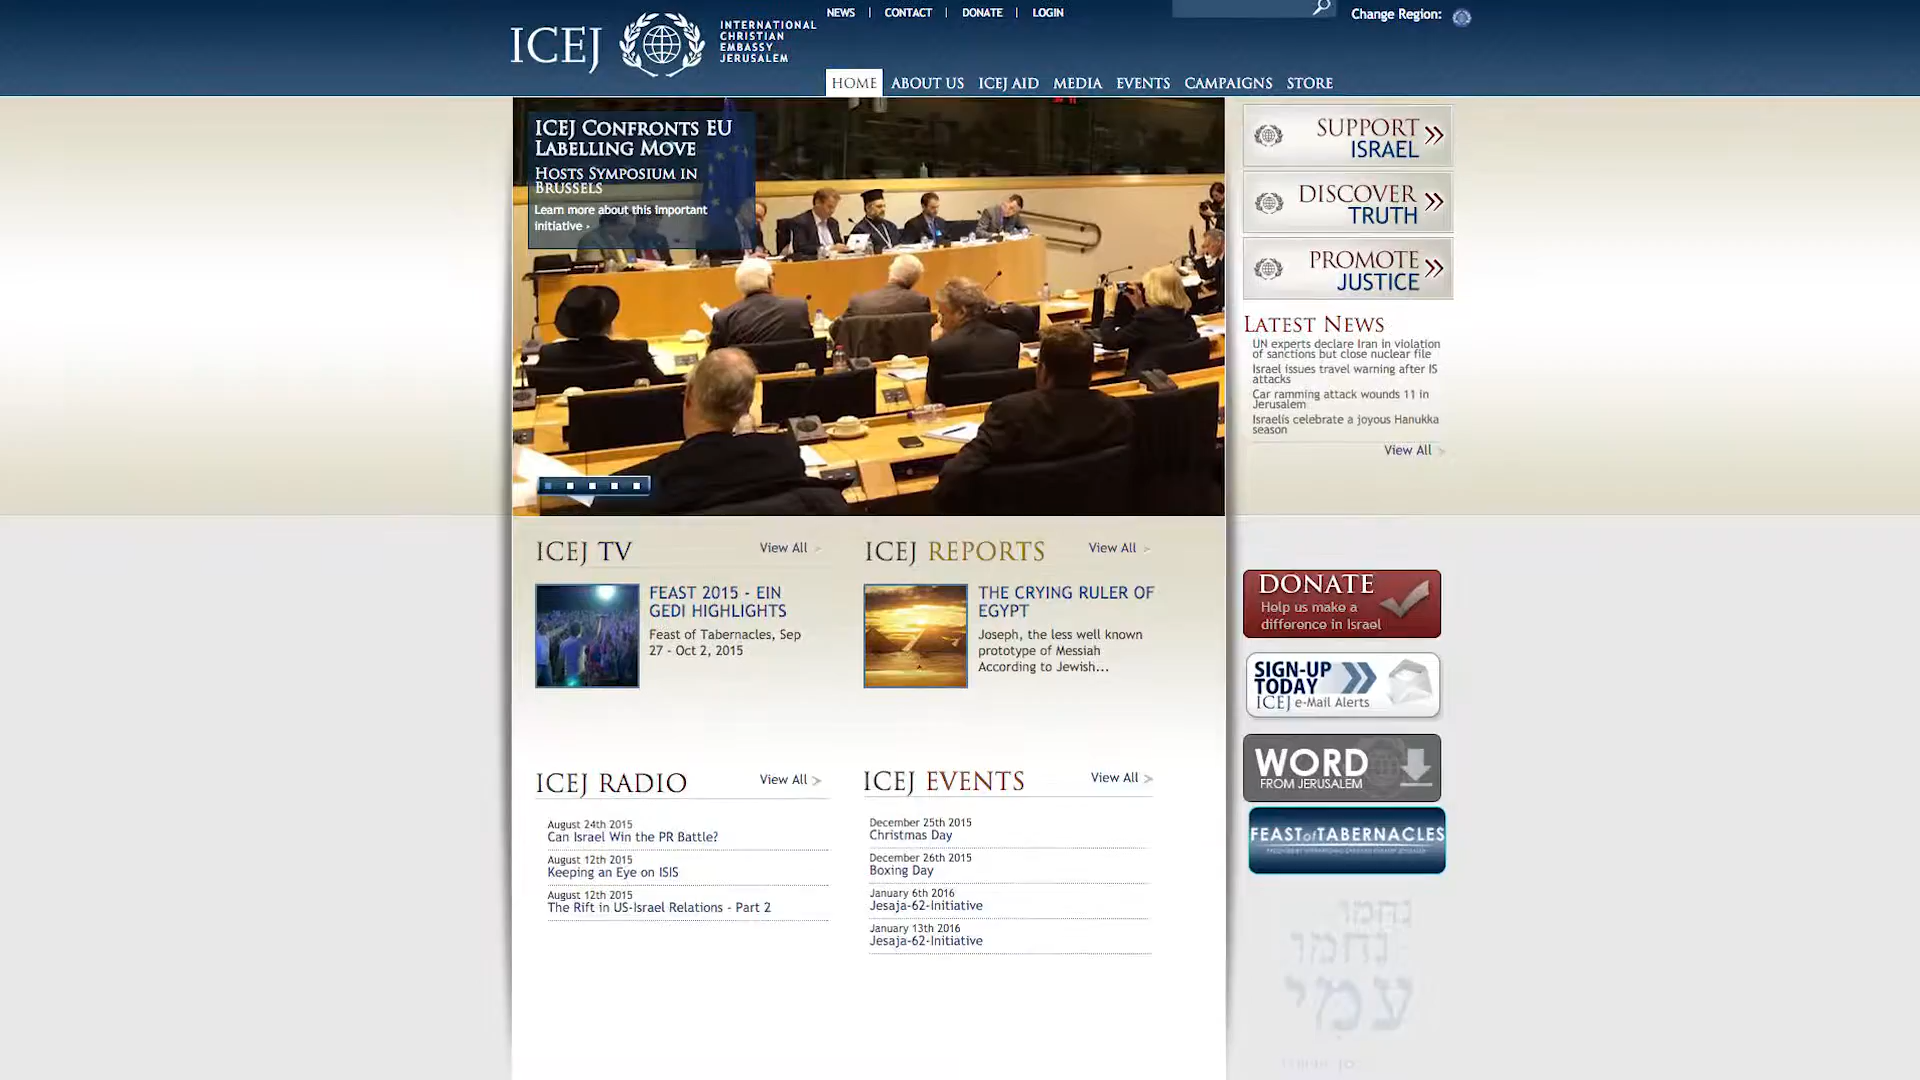 NEWS | CONTACT | DONATE | LOGIN
Change Region:
ICEJ
INTERNATIONAL
CHRISTIAN
EMBASSY
JERUSALEM
HOME ABOUT US ICEJ AID MEDIA EVENTS CAMPAIGNS STORE
ICEJ Confronts EU
Labelling Move
Hosts Symposium in
Brussels
Learn more about this important
initiative
SUPPORT
ISRAEL
DISCOVER
TRUTH
PROMOTE
JUSTICE
Latest News
UN experts declare Iran in violation
of sanctions but close nuclear file
Israel issues travel warning after IS
attacks
Car ramming attack wounds 11 in
Jerusalem
Israelis celebrate a joyous Hanukka
season
View All
ICEJ TV View All
FEAST 2015 - EIN
GEDI HIGHLIGHTS
Feast of Tabernacles, Sep
27 - Oct 2, 2015
ICEJ REPORTS View All
THE CRYING RULER OF
EGYPT
Joseph, the less well known
prototype of Messiah
According to Jewish...
ICEJ RADIO View All >
August 24th 2015
Can Israel Win the PR Battle?
August 12th 2015
Keeping an Eye on ISIS
August 12th 2015
The Rift in US-Israel Relations - Part 2
ICEJ EVENTS View All >
December 25th 2015
Christmas Day
December 26th 2015
Boxing Day
January 6th 2016
Jesaja-62-Initiative
January 13th 2016
Jesaja-62-Initiative
DONATE
Help us make a
difference in Israel
SIGN-UP
TODAY
ICEJ e-Mail Alerts
WORD
FROM JERUSALEM
FEAST of TABERNACLES
נחמו
נחמו
עמי